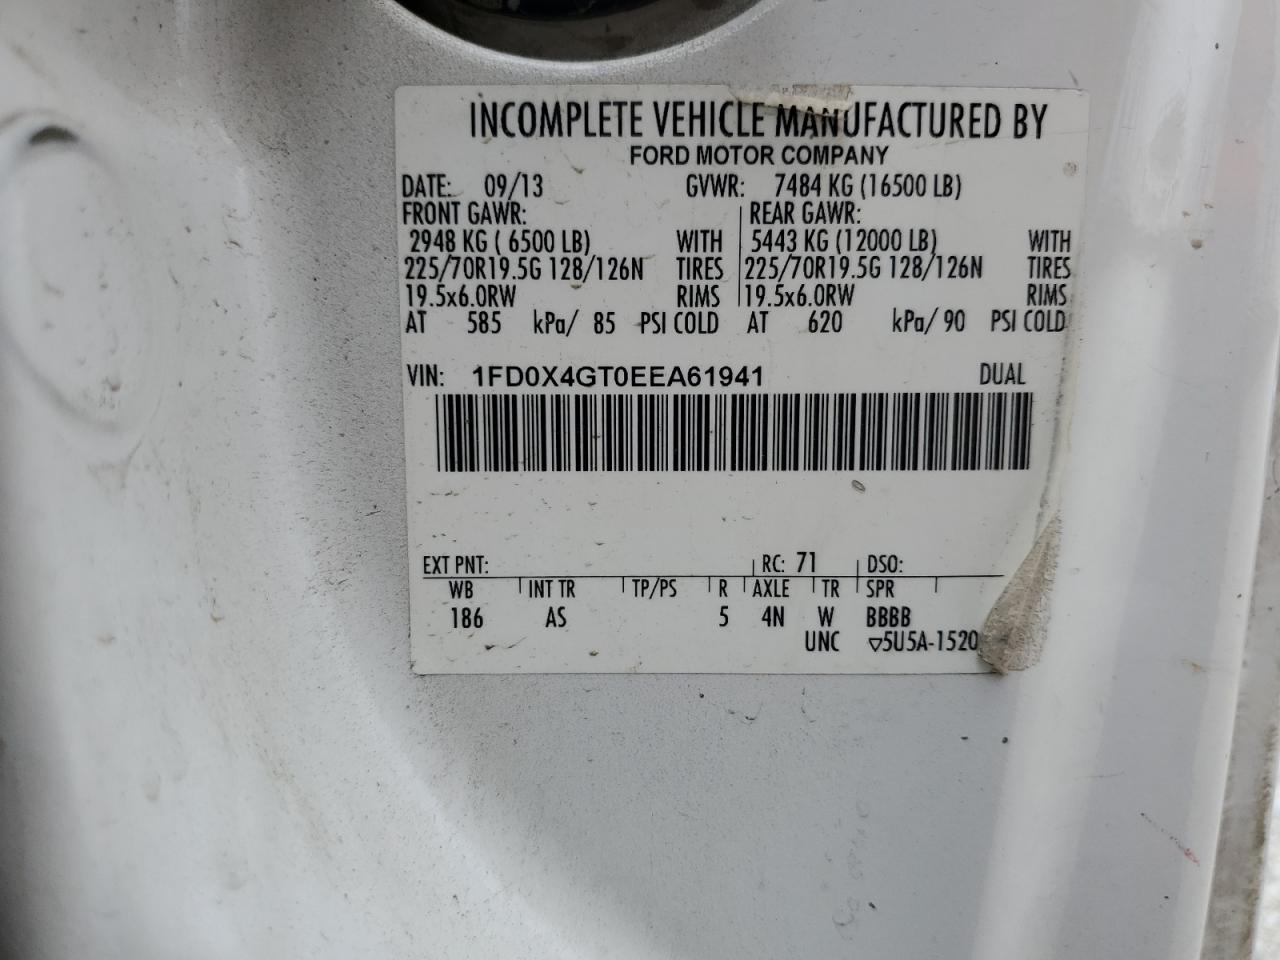 INCOMPLETE VEHICLE MANUFACTURED BY
FORD MOTOR COMPANY
DATE: 09/13 GVWR: 7484 KG (16500 LB)
FRONT GAWR: REAR GAWR:
2948 KG ( 6500 LB) WITH 5443 KG (12000 LB) WITH
225/70R19.5G 128/126N TIRES 225/70R19.5G 128/126N TIRES
19.5x6.0RW RIMS 19.5x6.0RW RIMS
AT 585 kPa/ 85 PSI COLD AT 620 kPa/ 90 PSI COLD
VIN: 1FD0X4GT0EEA61941 DUAL
EXT PNT: RC: 71 DSO:
WB INT TR TP/PS R AXLE TR SPR
186 AS 5 4N W BBBB
UNC ▽5U5A-1520